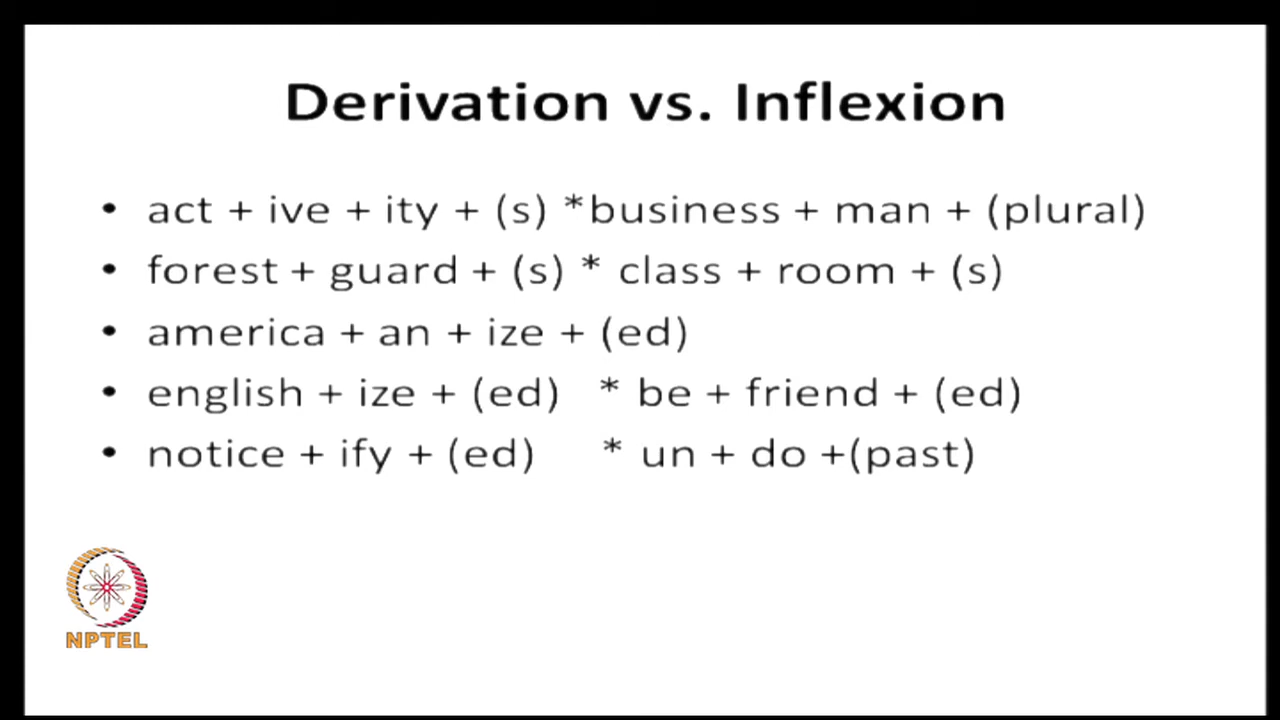 Derivation vs. Inflexion
• act + ive + ity + (s) *business + man + (plural)
• forest + guard + (s) * class + room + (s)
• america + an + ize + (ed)
• english + ize + (ed) * be + friend + (ed)
• notice + ify + (ed) * un + do +(past)
NPTEL